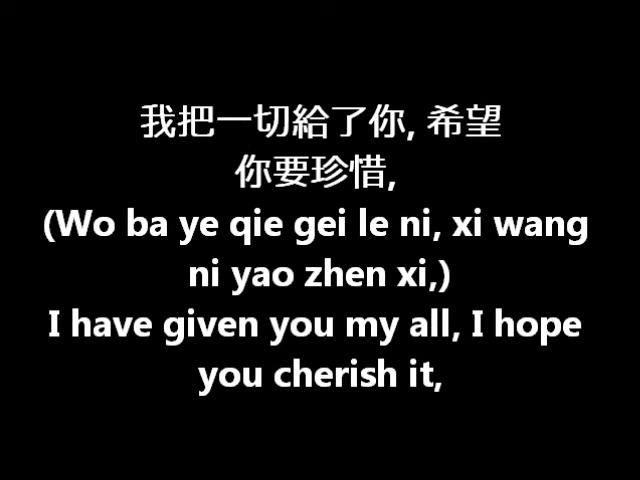 我把一切給了你, 希望
你要珍惜,
(Wo ba ye qie gei le ni, xi wang
ni yao zhen xi,)
I have given you my all, I hope
you cherish it,